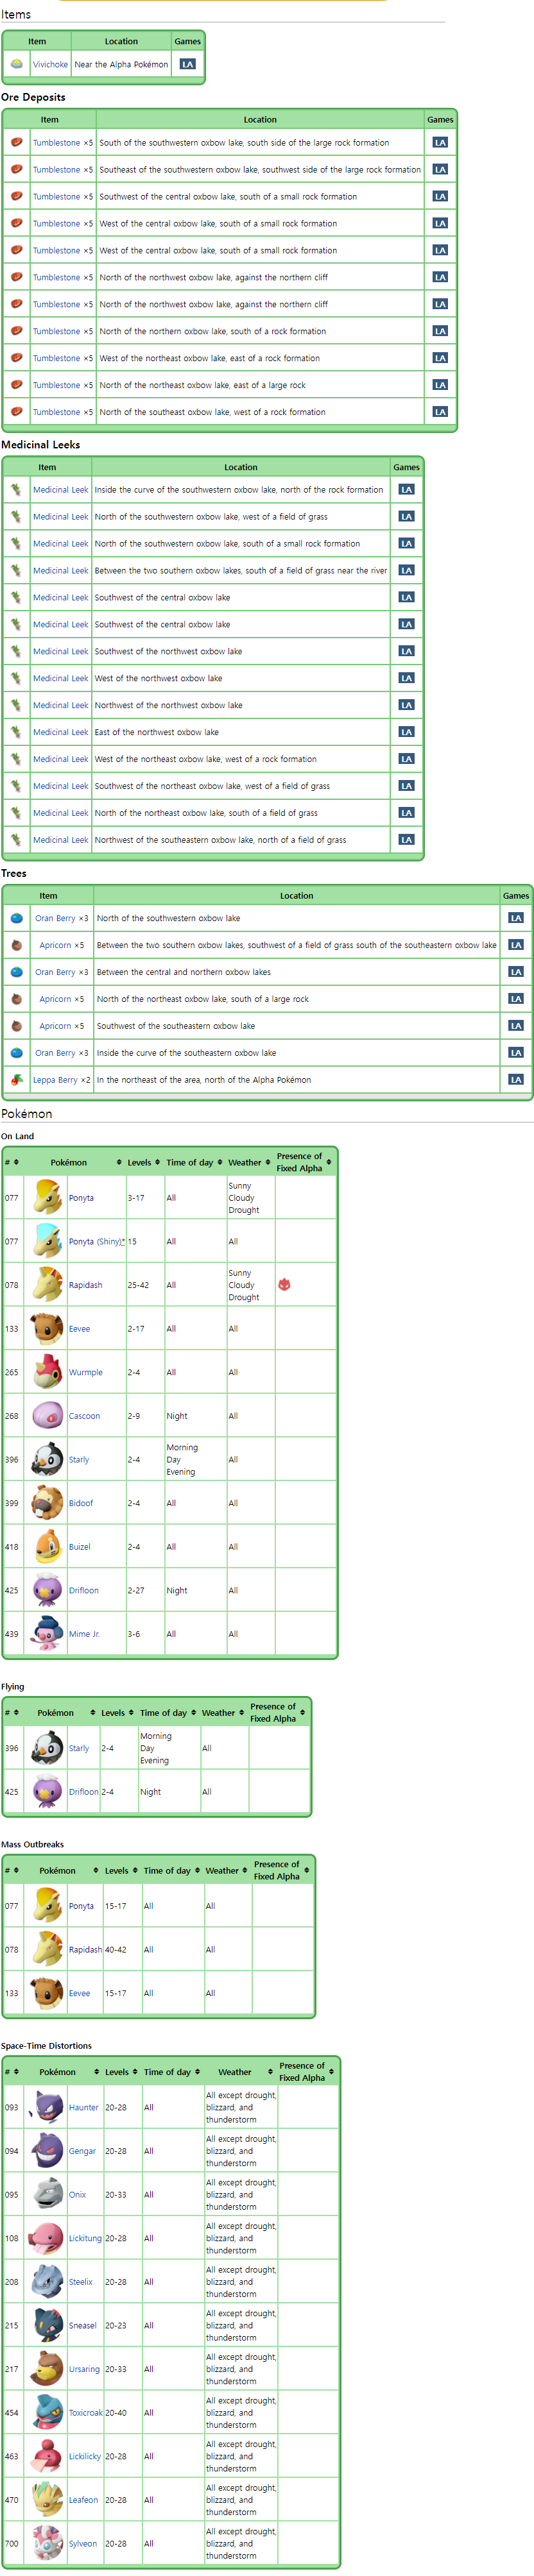 Items
Item Location Games
Vivichoke Near the Alpha Pokémon LA
Ore Deposits
Item Location Games
Tumblestone ×5 South of the southwestern oxbow lake, south side of the large rock formation LA
Tumblestone ×5 Southeast of the southwestern oxbow lake, southwest side of the large rock formation LA
Tumblestone ×5 Southwest of the central oxbow lake, south of a small rock formation LA
Tumblestone ×5 West of the central oxbow lake, south of a small rock formation LA
Tumblestone ×5 West of the central oxbow lake, south of a small rock formation LA
Tumblestone ×5 North of the northwest oxbow lake, against the northern cliff LA
Tumblestone ×5 North of the northwest oxbow lake, against the northern cliff LA
Tumblestone ×5 North of the northern oxbow lake, south of a rock formation LA
Tumblestone ×5 West of the northeast oxbow lake, east of a rock formation LA
Tumblestone ×5 North of the northeast oxbow lake, east of a large rock LA
Tumblestone ×5 North of the southeast oxbow lake, west of a rock formation LA
Medicinal Leeks
Item Location Games
Medicinal Leek Inside the curve of the southwestern oxbow lake, north of the rock formation LA
Medicinal Leek North of the southwestern oxbow lake, west of a field of grass LA
Medicinal Leek North of the southwestern oxbow lake, south of a small rock formation LA
Medicinal Leek Between the two southern oxbow lakes, south of a field of grass near the river LA
Medicinal Leek Southwest of the central oxbow lake LA
Medicinal Leek Southwest of the central oxbow lake LA
Medicinal Leek Southwest of the northwest oxbow lake LA
Medicinal Leek West of the northwest oxbow lake LA
Medicinal Leek Northwest of the northwest oxbow lake LA
Medicinal Leek East of the northwest oxbow lake LA
Medicinal Leek West of the northeast oxbow lake, west of a rock formation LA
Medicinal Leek Southwest of the northeast oxbow lake, west of a field of grass LA
Medicinal Leek North of the northeast oxbow lake, south of a field of grass LA
Medicinal Leek Northwest of the southeastern oxbow lake, north of a field of grass LA
Trees
Item Location Games
Oran Berry ×3 North of the southwestern oxbow lake LA
Apricorn ×5 Between the two southern oxbow lakes, southwest of a field of grass south of the southeastern oxbow lake LA
Oran Berry ×3 Between the central and northern oxbow lakes LA
Apricorn ×5 North of the northeast oxbow lake, south of a large rock LA
Apricorn ×5 Southwest of the southeastern oxbow lake LA
Oran Berry ×3 Inside the curve of the southeastern oxbow lake LA
Leppa Berry ×2 In the northeast of the area, north of the Alpha Pokémon LA
Pokémon
On Land
# Pokémon Levels Time of day Weather Presence of
Fixed Alpha
077 Ponyta 3-17 All Sunny
Cloudy
Drought
077 Ponyta (Shiny)* 15 All All
078 Rapidash 25-42 All Sunny
Cloudy
Drought
133 Eevee 2-17 All All
265 Wurmple 2-4 All All
268 Cascoon 2-9 Night All
396 Starly 2-4 Morning
Day
Evening
All
399 Bidoof 2-4 All All
418 Buizel 2-4 All All
425 Drifloon 2-27 Night All
439 Mime Jr. 3-6 All All
Flying
# Pokémon Levels Time of day Weather Presence of
Fixed Alpha
396 Starly 2-4 Morning
Day
Evening
All
425 Drifloon 2-4 Night All
Mass Outbreaks
# Pokémon Levels Time of day Weather Presence of
Fixed Alpha
077 Ponyta 15-17 All All
078 Rapidash 40-42 All All
133 Eevee 15-17 All All
Space-Time Distortions
# Pokémon Levels Time of day Weather Presence of
Fixed Alpha
093 Haunter 20-28 All All except drought,
blizzard, and
thunderstorm
094 Gengar 20-28 All All except drought,
blizzard, and
thunderstorm
095 Onix 20-33 All All except drought,
blizzard, and
thunderstorm
108 Lickitung 20-28 All All except drought,
blizzard, and
thunderstorm
208 Steelix 20-28 All All except drought,
blizzard, and
thunderstorm
215 Sneasel 20-23 All All except drought,
blizzard, and
thunderstorm
217 Ursaring 20-33 All All except drought,
blizzard, and
thunderstorm
454 Toxicroak 20-40 All All except drought,
blizzard, and
thunderstorm
463 Lickilicky 20-28 All All except drought,
blizzard, and
thunderstorm
470 Leafeon 20-28 All All except drought,
blizzard, and
thunderstorm
700 Sylveon 20-28 All All except drought,
blizzard, and
thunderstorm